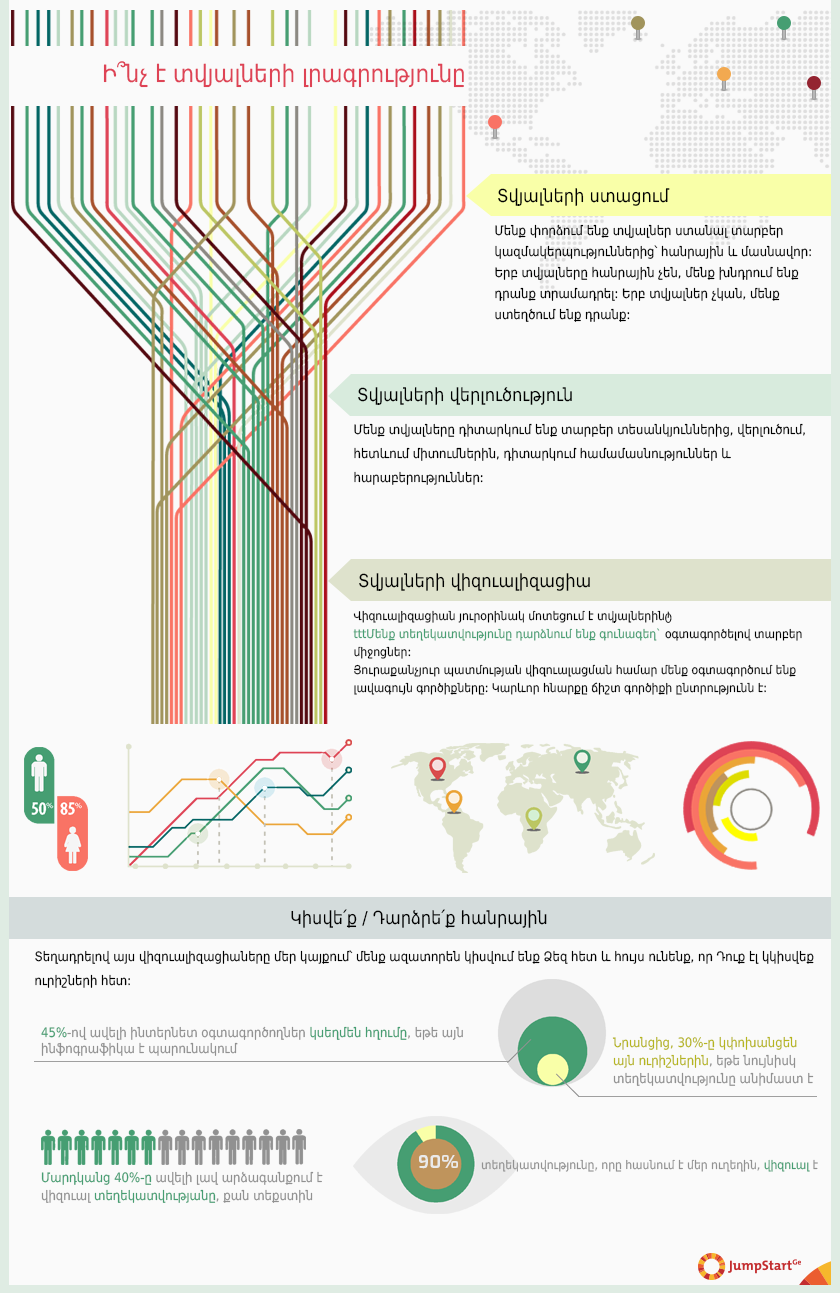 Ի՞նչ է տվյալների լրագրությունը
Տվյալների ստացում
Մենք փորձում ենք տվյալներ ստանալ տարբեր
կազմակերպություններից՝ հանրային և մասնավոր:
Երբ տվյալները հանրային չեն, մենք խնդրում ենք
դրանք տրամադրել: Երբ տվյալներ չկան, մենք
ստեղծում ենք դրանք:
Տվյալների վերլուծություն
Մենք տվյալները դիտարկում ենք տարբեր տեսանկյուններից, վերլուծում,
հետևում միտումներին, դիտարկում համամասնություններ և
հարաբերություններ:
Տվյալների վիզուալիզացիա
Վիզուալիզացիան յուրօրինակ մոտեցում է տվյալներինտ
tttՄենք տեղեկատվությունը դարձնում ենք գունագեղ` օգտագործելով տարբեր
միջոցներ:
Յուրաքանչյուր պատմության վիզուալացման համար մենք օգտագործում ենք
լավագույն գործիքները: Կարևոր հնարքը ճիշտ գործիքի ընտրությունն է:
50%
85%
Կիսվե՛ք / Դարձրե՛ք հանրային
Տեղադրելով այս վիզուալիզացիաները մեր կայքում՝ մենք ազատորեն կիսվում ենք Ձեզ հետ և հույս ունենք, որ Դուք էլ կկիսվեք
ուրիշների հետ:
45%-ով ավելի ինտերնետ օգտագործողներ կսեղմեն հղումը, եթե այն
ինֆոգրաֆիկա է պարունակում
Նրանցից, 30%-ը կփոխանցեն
այն ուրիշներին, եթե նույնիսկ
տեղեկատվությունը անիմաստ է
Մարդկանց 40%-ը ավելի լավ արձագանքում է
վիզուալ տեղեկատվությանը, քան տեքստին
90%
տեղեկատվությունը, որը հասնում է մեր ուղեղին, վիզուալ է
JumpStartGe